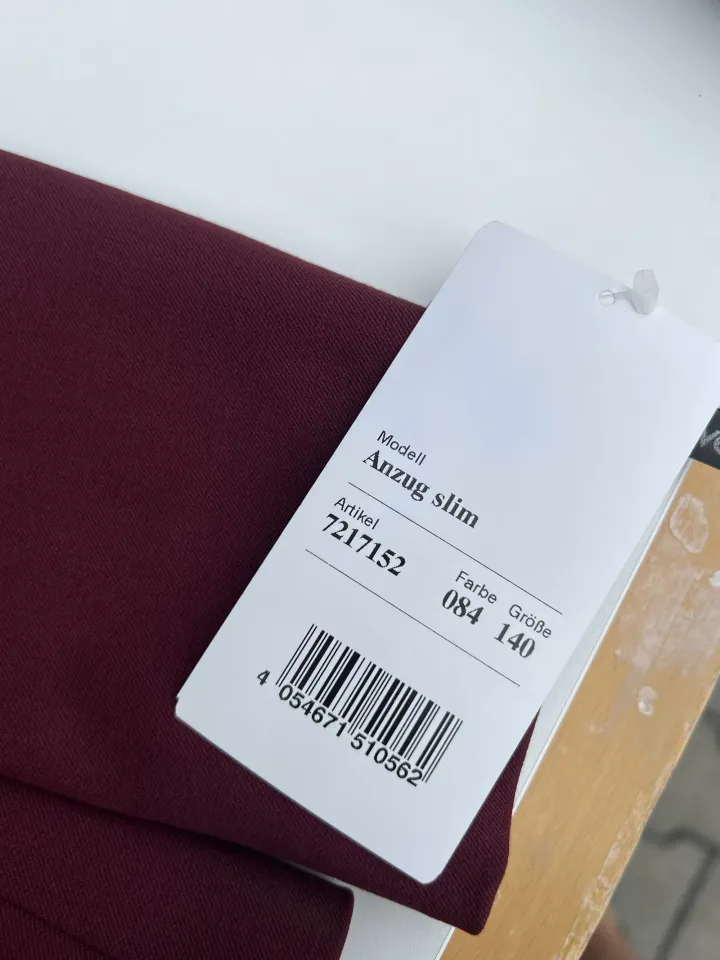 Modell
Anzug slim
Artikel
7217152
Farbe Größe
084 140
4 054671 510562